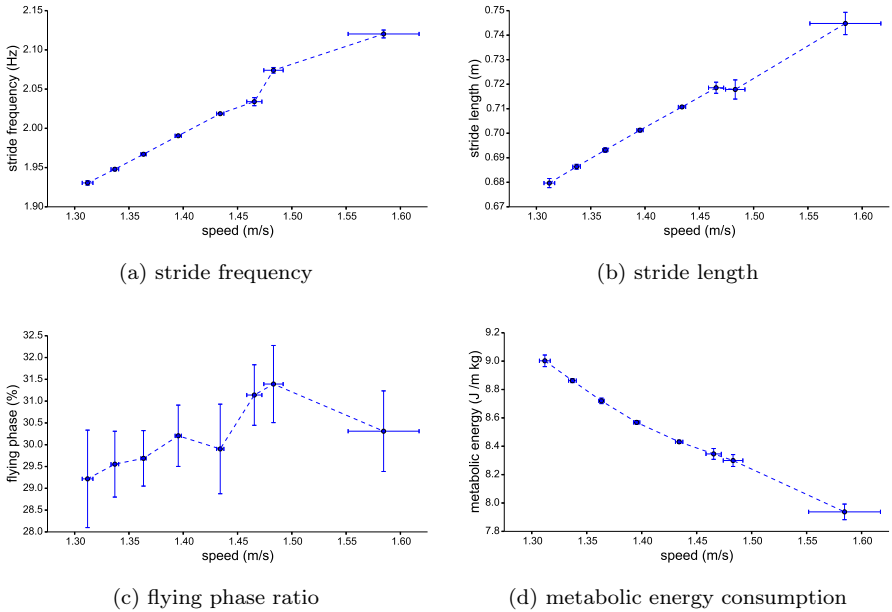 2.15
2.10
2.05
2.00
1.95
1.90
stride frequency (Hz)
1.30 1.35 1.40 1.45 1.50 1.55 1.60
speed (m/s)
(a) stride frequency
0.75
0.74
0.73
0.72
0.71
0.70
0.69
0.68
0.67
stride length (m)
1.30 1.35 1.40 1.45 1.50 1.55 1.60
speed (m/s)
(b) stride length
32.5
32.0
31.5
31.0
30.5
30.0
29.5
29.0
28.5
28.0
flying phase (%)
1.30 1.35 1.40 1.45 1.50 1.55 1.60
speed (m/s)
(c) flying phase ratio
9.2
9.0
8.8
8.6
8.4
8.2
8.0
7.8
metabolic energy (J /m kg)
1.30 1.35 1.40 1.45 1.50 1.55 1.60
speed (m/s)
(d) metabolic energy consumption